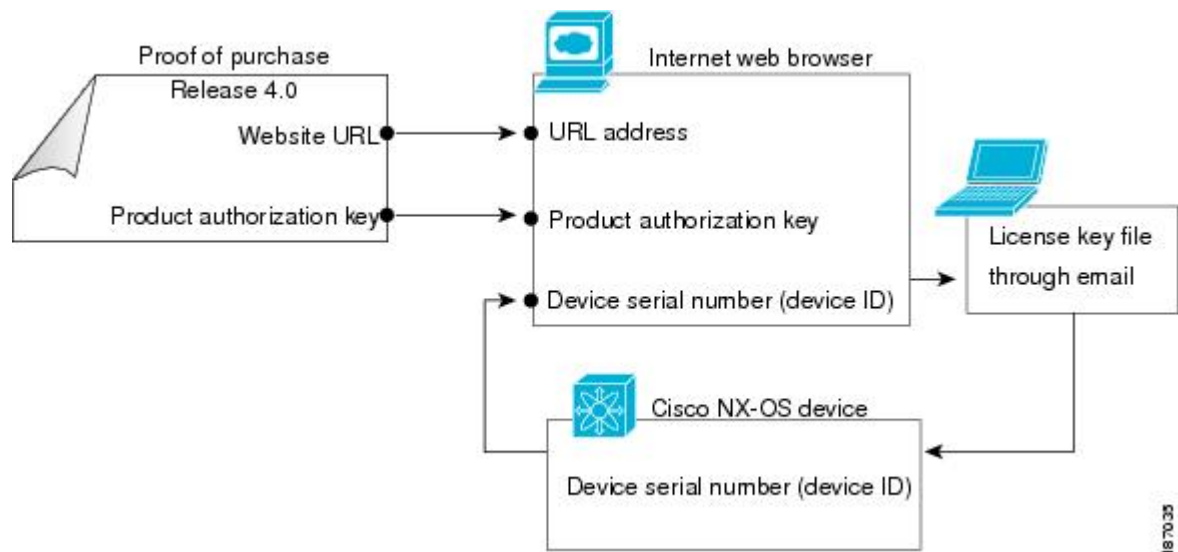 Proof of purchase
Release 4.0
Website URL
Product authorization key
Internet web browser
URL address
Product authorization key
Device serial number (device ID)
License key file
through email
Cisco NX-OS device
Device serial number (device ID)
187035